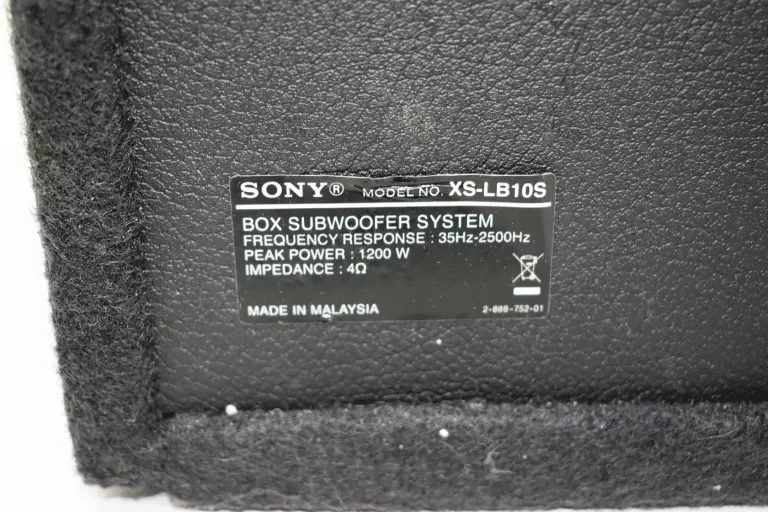 SONY® MODEL NO. XS-LB10S
BOX SUBWOOFER SYSTEM
FREQUENCY RESPONSE : 35Hz-2500Hz
PEAK POWER : 1200 W
IMPEDANCE : 4Ω
MADE IN MALAYSIA 2-888-752-01